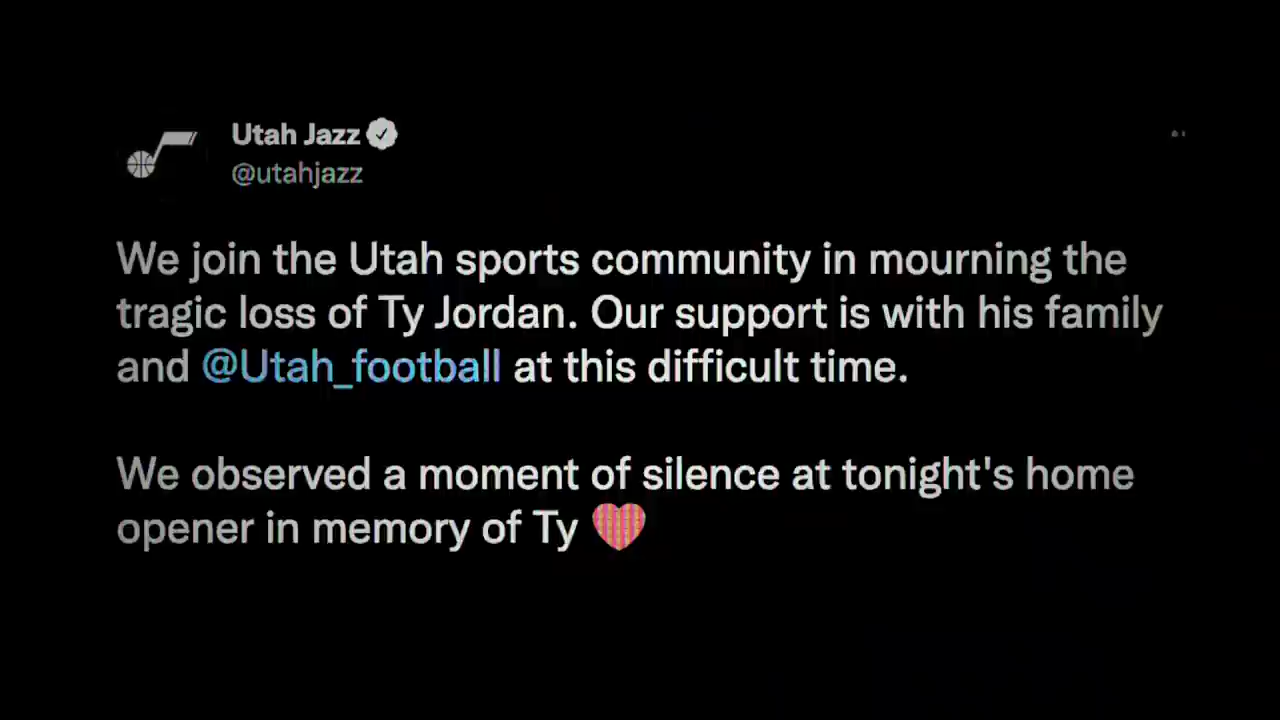 Utah Jazz
@utahjazz
We join the Utah sports community in mourning the
tragic loss of Ty Jordan. Our support is with his family
and @Utah_football at this difficult time.
We observed a moment of silence at tonight's home
opener in memory of Ty